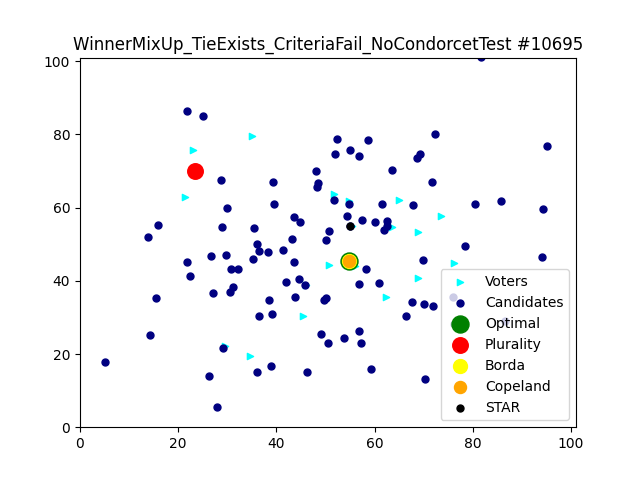 WinnerMixUp_TieExists_CriteriaFail_NoCondorcetTest #10695
100
80
60
40
20
0
0 20 40 60 80 100
Voters
Candidates
Optimal
Plurality
Borda
Copeland
STAR